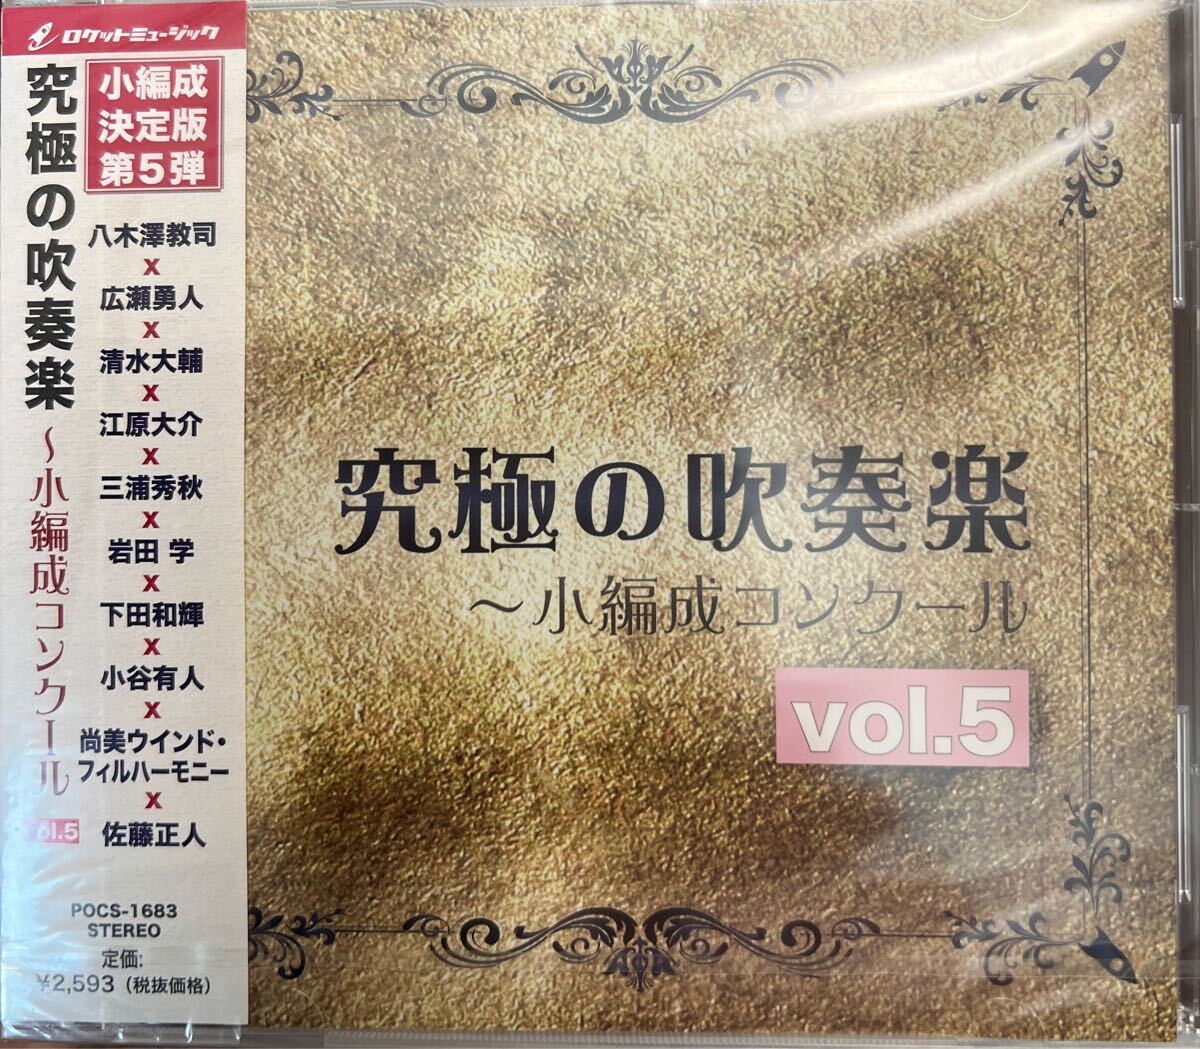 ロケットミュージック
究極の吹奏楽
～小編成コンクール
vol.5
小編成
決定版
第5弾
八木澤教司
x
広瀬勇人
x
清水大輔
x
江原大介
x
三浦秀秋
x
岩田 学
x
下田和輝
x
小谷有人
x
尚美ウインド・
フィルハーモニー
x
佐藤正人
POCS-1683
STEREO
定価:
¥2,593（税抜価格）
究極の吹奏楽
～小編成コンクール
vol.5